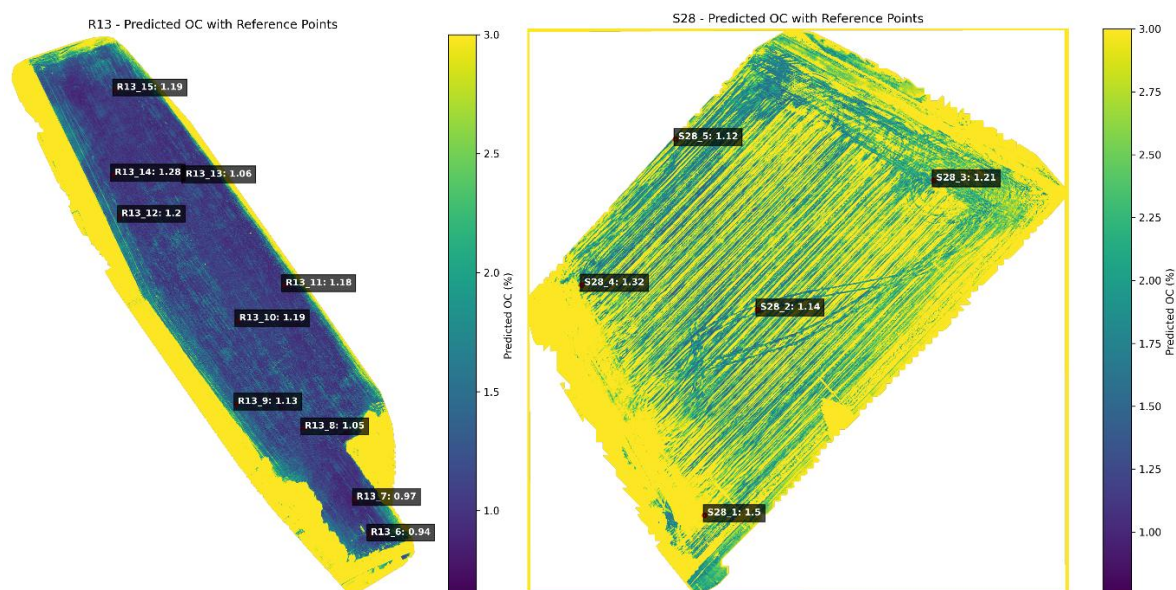 R13 - Predicted OC with Reference Points
R13_15: 1.19
R13_14: 1.28
R13_13: 1.06
R13_12: 1.2
R13_11: 1.18
R13_10: 1.19
R13_9: 1.13
R13_8: 1.05
R13_7: 0.97
R13_6: 0.94
3.0
2.5
2.0
1.5
1.0
Predicted OC (%)
S28 - Predicted OC with Reference Points
S28_5: 1.12
S28_3: 1.21
S28_4: 1.32
S28_2: 1.14
S28_1: 1.5
3.00
2.75
2.50
2.25
2.00
1.75
1.50
1.25
1.00
Predicted OC (%)